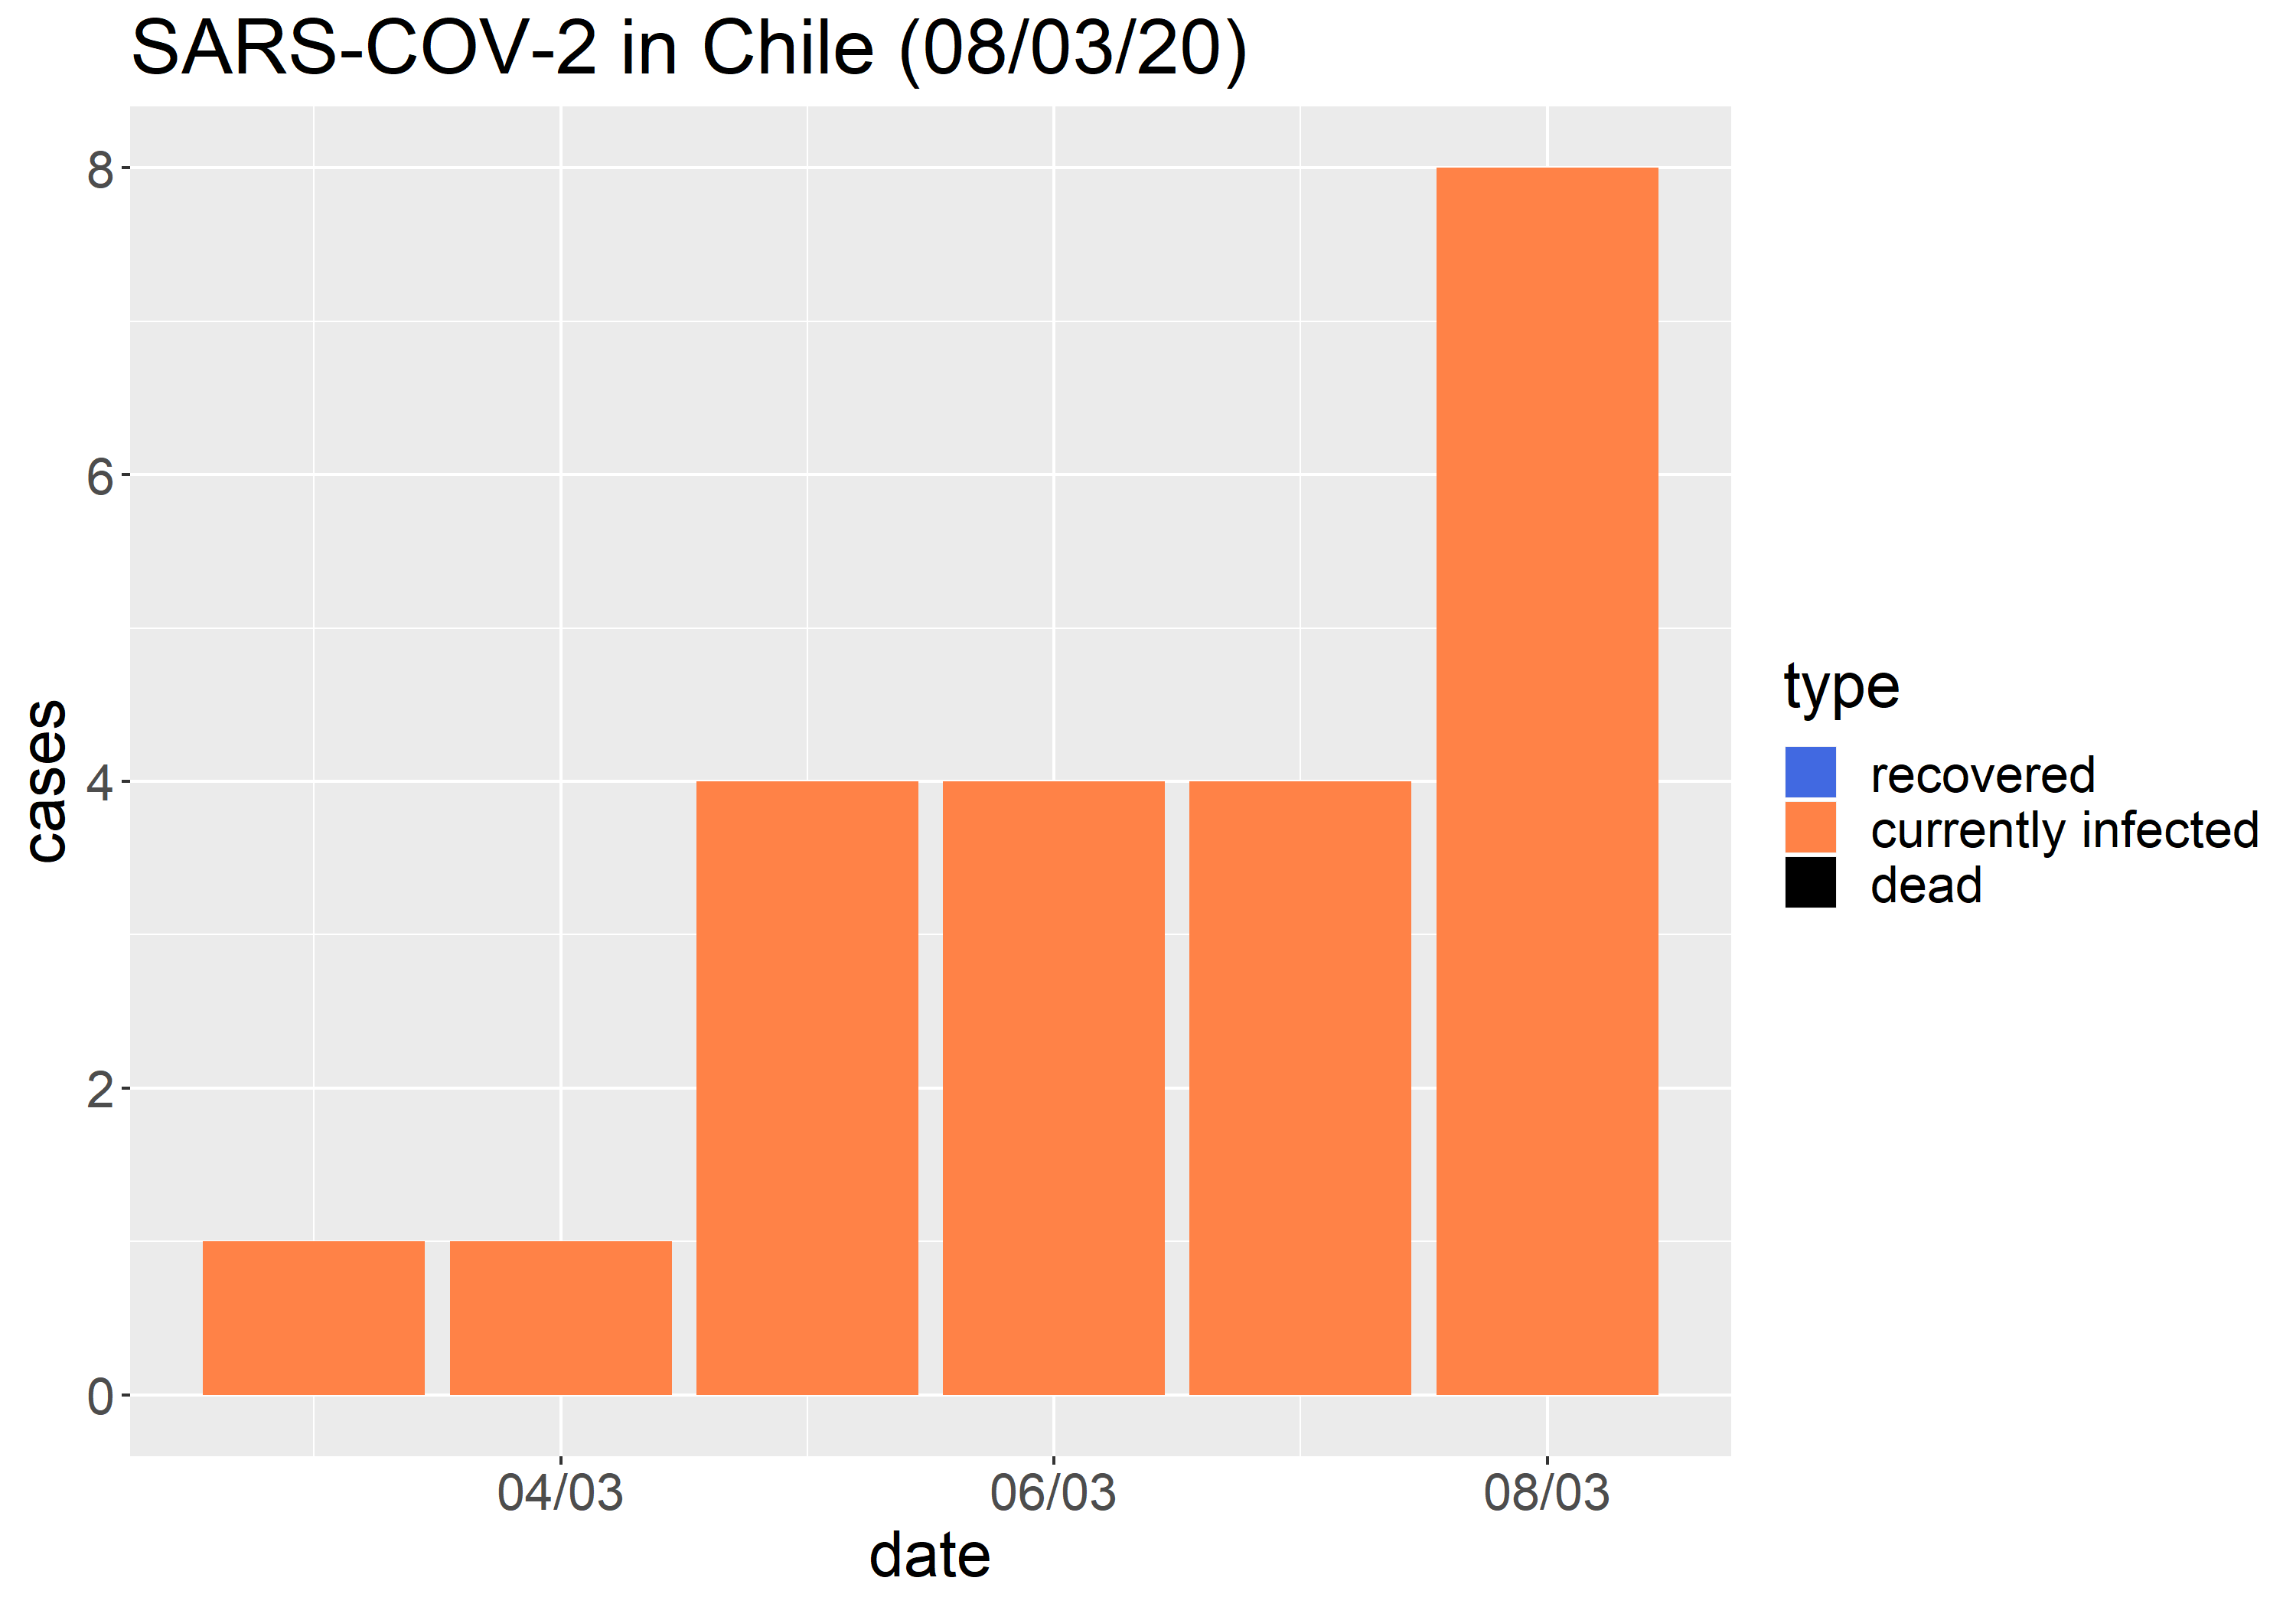 SARS-COV-2 in Chile (08/03/20)
8
6
4
2
0
cases
04/03 06/03 08/03
date
type
recovered
currently infected
dead